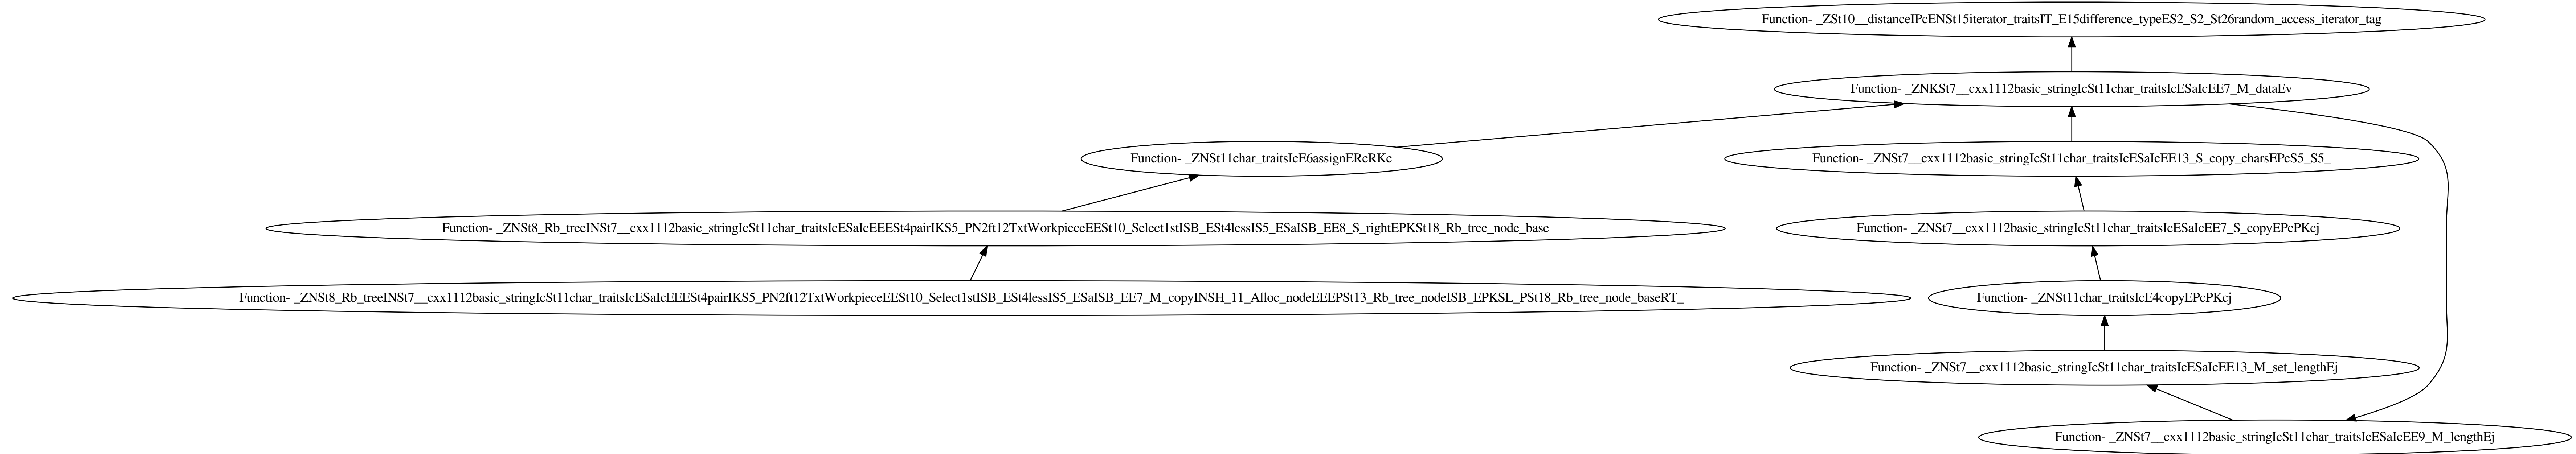 Function- _ZSt10__distanceIPcENSt15iterator_traitsIT_E15difference_typeES2_S2_St26random_access_iterator_tag
Function- _ZNKSt7__cxx1112basic_stringIcSt11char_traitsIcESaIcEE7_M_dataEv
Function- _ZNSt11char_traitsIcE6assignERcRKc
Function- _ZNSt7__cxx1112basic_stringIcSt11char_traitsIcESaIcEE13_S_copy_charsEPcS5_S5_
Function- _ZNSt8_Rb_treeINSt7__cxx1112basic_stringIcSt11char_traitsIcESaIcEEESt4pairIKS5_PN2ft12TxtWorkpieceEESt10_Select1stISB_ESt4lessIS5_ESaISB_EE8_S_rightEPKSt18_Rb_tree_node_base
Function- _ZNSt7__cxx1112basic_stringIcSt11char_traitsIcESaIcEE7_S_copyEPcPKcj
Function- _ZNSt8_Rb_treeINSt7__cxx1112basic_stringIcSt11char_traitsIcESaIcEEESt4pairIKS5_PN2ft12TxtWorkpieceEESt10_Select1stISB_ESt4lessIS5_ESaISB_EE7_M_copyINSH_11_Alloc_nodeEEEPSt13_Rb_tree_nodeISB_EPKSL_PSt18_Rb_tree_node_baseRT_
Function- _ZNSt11char_traitsIcE4copyEPcPKcj
Function- _ZNSt7__cxx1112basic_stringIcSt11char_traitsIcESaIcEE13_M_set_lengthEj
Function- _ZNSt7__cxx1112basic_stringIcSt11char_traitsIcESaIcEE9_M_lengthEj